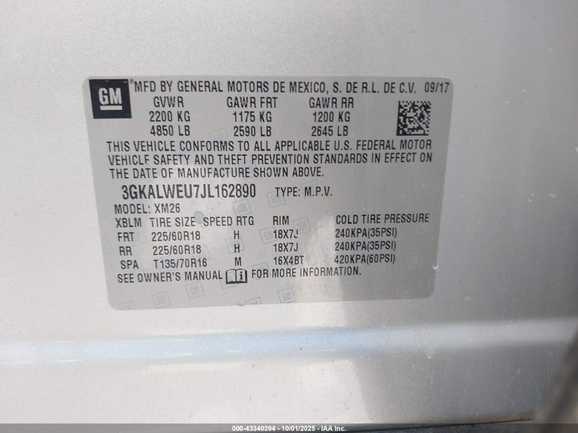 GM MFD BY GENERAL MOTORS DE MEXICO, S. DE R.L. DE C.V. 09/17
GVWR GAWR FRT GAWR RR
2200 KG 1175 KG 1200 KG
4850 LB 2590 LB 2645 LB
THIS VEHICLE CONFORMS TO ALL APPLICABLE U.S. FEDERAL MOTOR
VEHICLF SAFETY AND THEFT PREVENTION STANDARDS IN EFFECT ON
THE DATE OF MANUFACTURE SHOWN ABOVE.
3GKALWEU7JL162890 TYPE: M.P.V.
MODEL: XM26
XBLM TIRE SIZE SPEED RTG RIM COLD TIRE PRESSURE
FRT 225/60R18 H 18X7J 240KPA(35PSI)
RR 225/60R18 H 18X7J 240KPA(35PSI)
SPA T135/70R16 M 16X4BT 420KPA(60PSI)
SEE OWNER'S MANUAL FOR MORE INFORMATION.
000-43340294 - 10/01/2025 - IAA Inc.